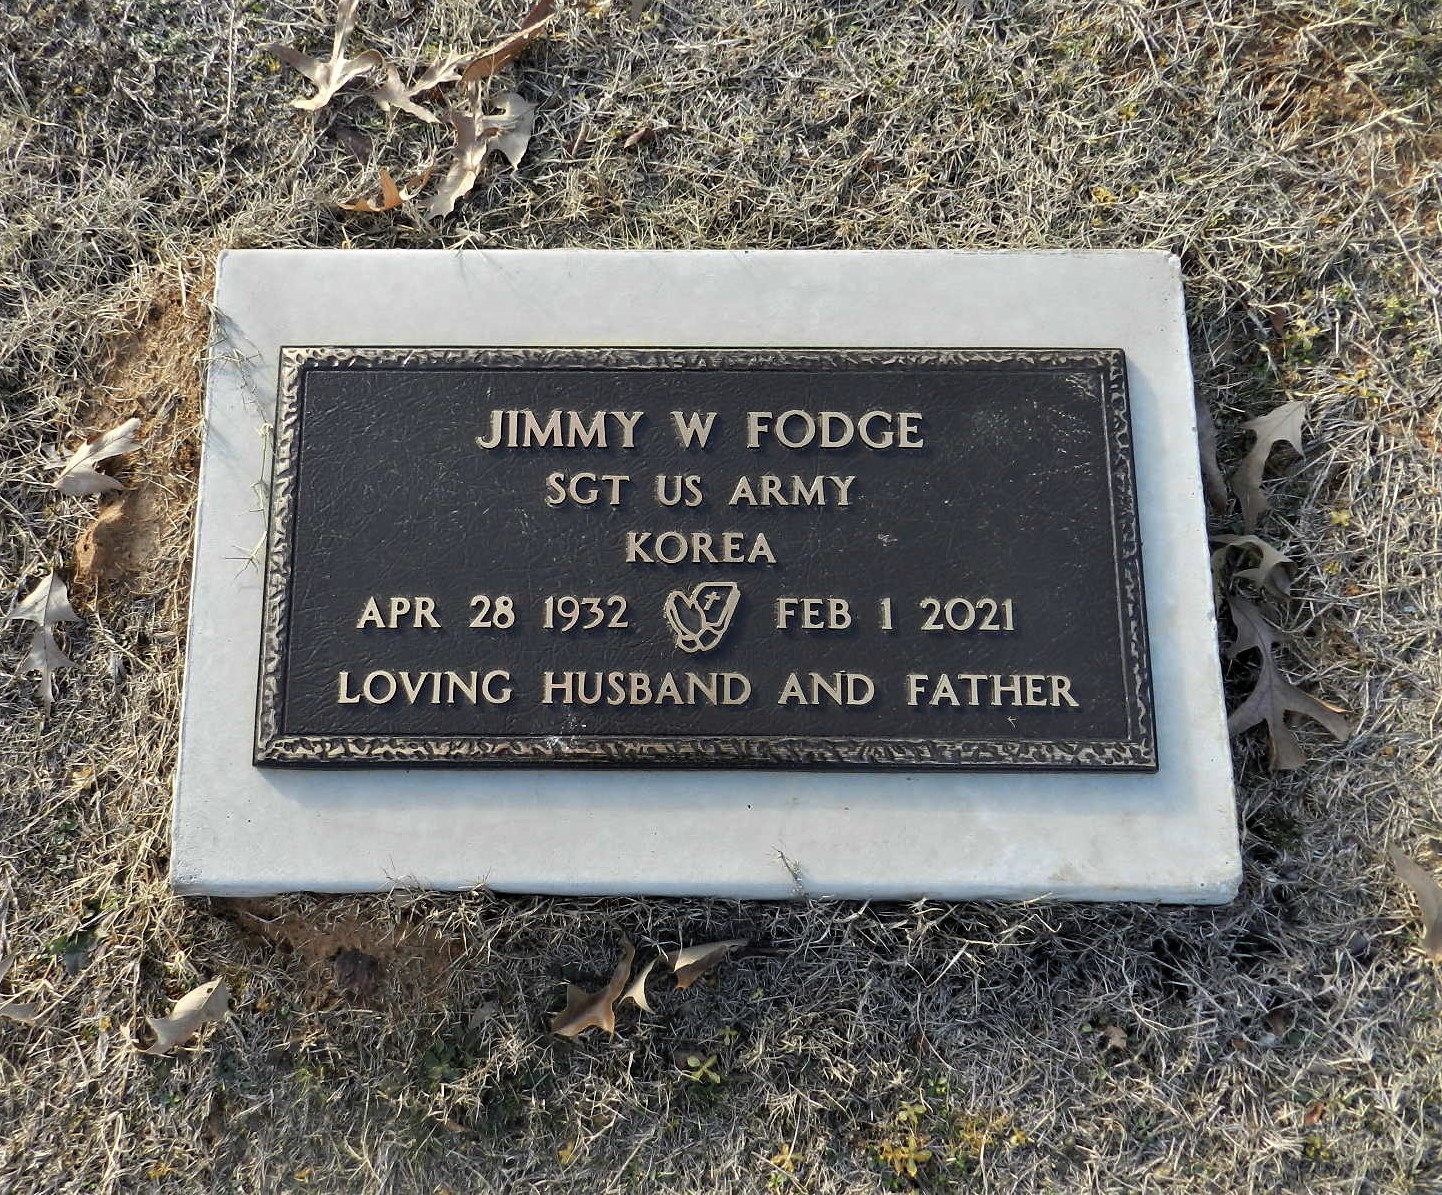 JIMMY W FODGE
SGT US ARMY
KOREA
APR 28 1932 FEB 1 2021
LOVING HUSBAND AND FATHER